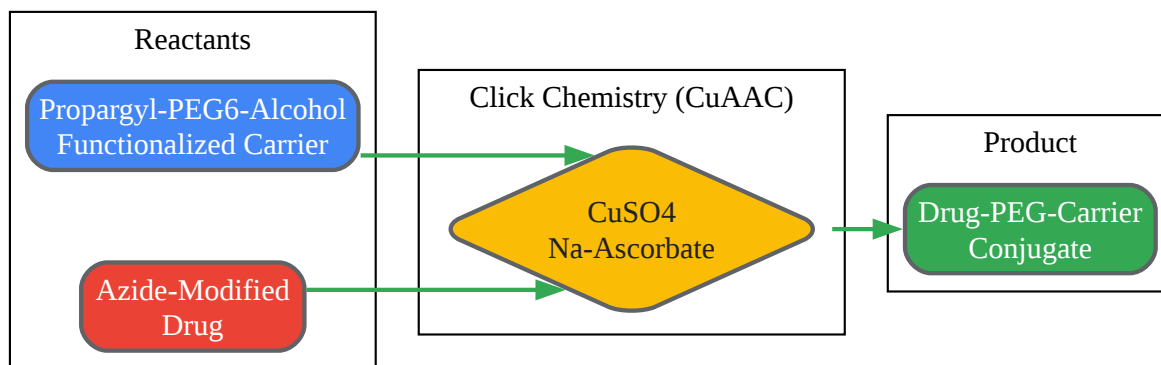 Reactants
Propargyl-PEG6-Alcohol
Functionalized Carrier
Azide-Modified
Drug
Click Chemistry (CuAAC)
CuSO4
Na-Ascorbate
Product
Drug-PEG-Carrier
Conjugate